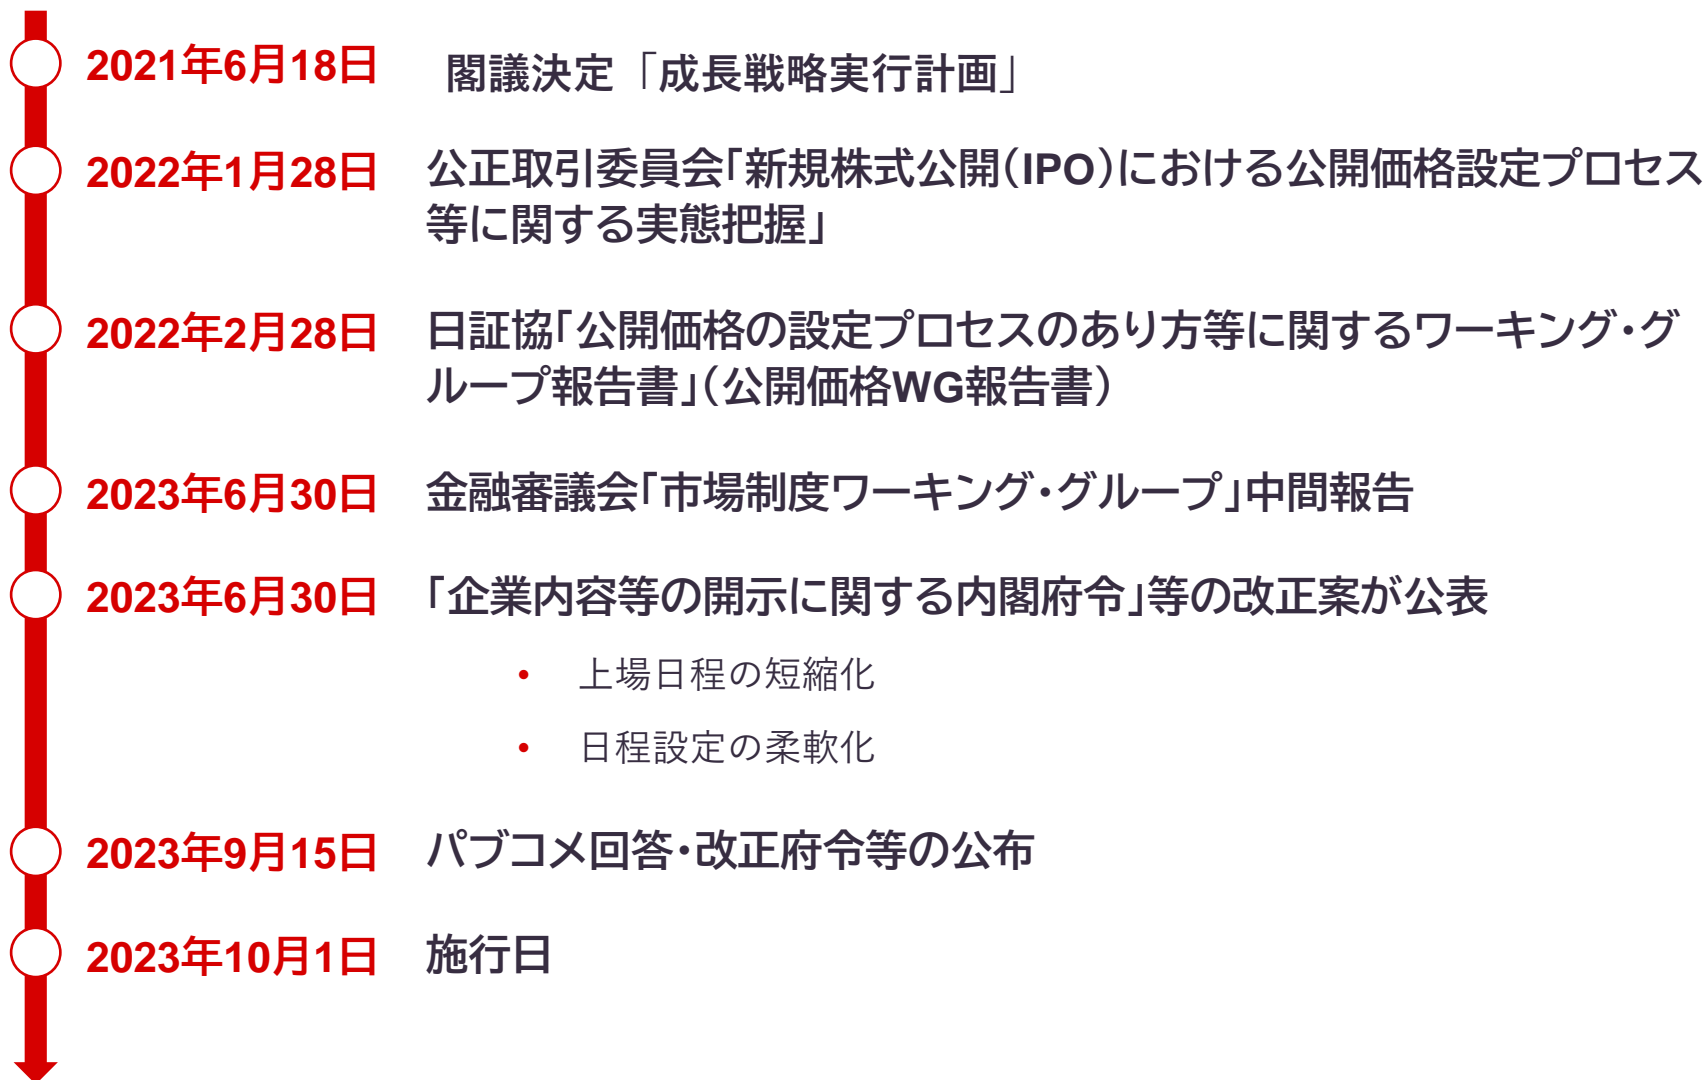 2021年6月18日 閣議決定「成長戦略実行計画」
2022年1月28日 公正取引委員会「新規株式公開（IPO）における公開価格設定プロセス
等に関する実態把握」
2022年2月28日 日証協「公開価格の設定プロセスのあり方等に関するワーキング・グ
ループ報告書」（公開価格WG報告書）
2023年6月30日 金融審議会「市場制度ワーキング・グループ」中間報告
2023年6月30日 「企業内容等の開示に関する内閣府令」等の改正案が公表
• 上場日程の短縮化
• 日程設定の柔軟化
2023年9月15日 パブコメ回答・改正府令等の公布
2023年10月1日 施行日